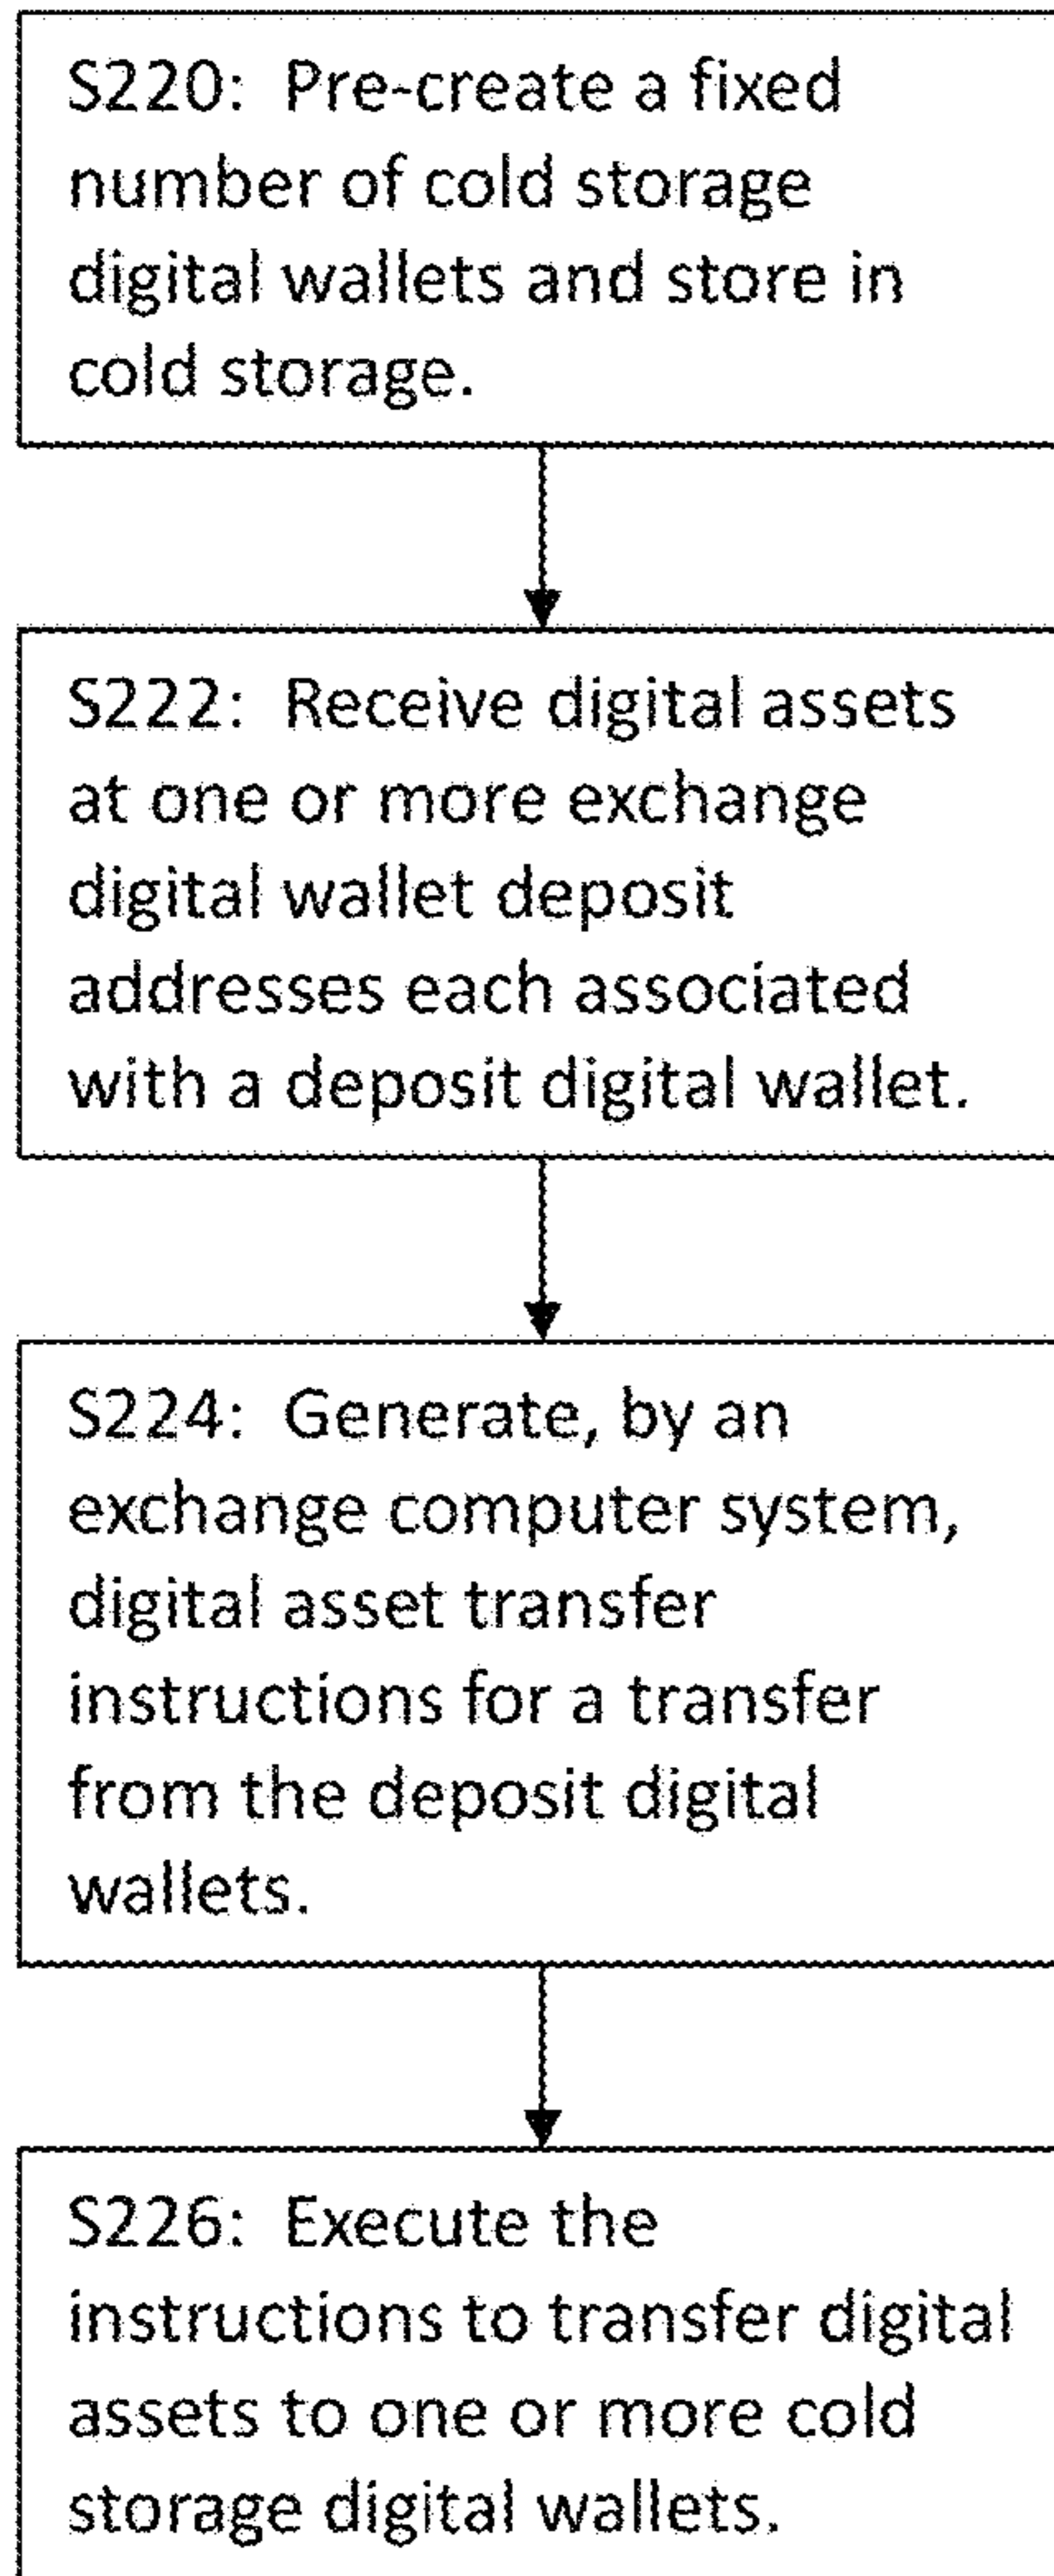 S220: Pre-create a fixed
number of cold storage
digital wallets and store in
cold storage.
S222: Receive digital assets
at one or more exchange
digital wallet deposit
addresses each associated
with a deposit digital wallet.
S224: Generate, by an
exchange computer system,
digital asset transfer
instructions for a transfer
from the deposit digital
wallets.
S226: Execute the
instructions to transfer digital
assets to one or more cold
storage digital wallets.